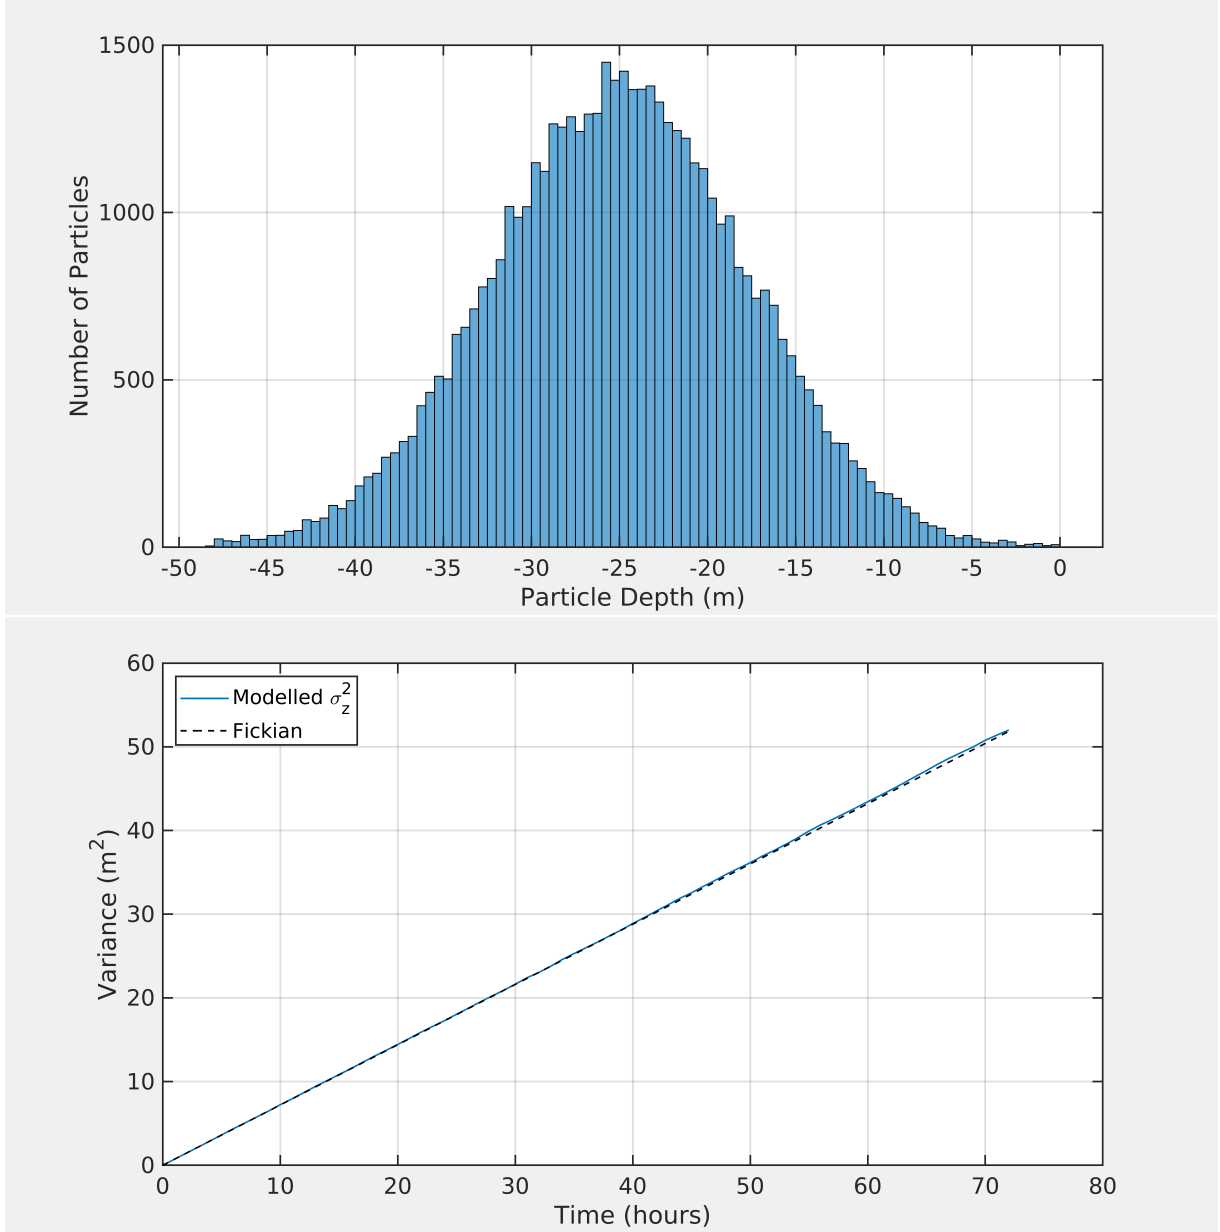 1500
1000
500
0
Number of Particles
-50 -45 -40 -35 -30 -25 -20 -15 -10 -5 0
Particle Depth (m)
60
50
40
30
20
10
0
Variance (m²)
Modelled σ_z²
Fickian
0 10 20 30 40 50 60 70 80
Time (hours)